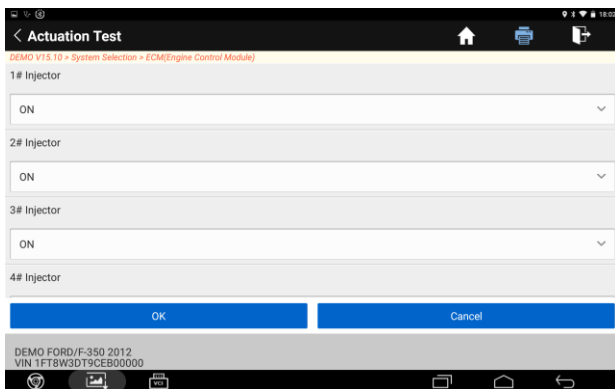 18:02
Actuation Test
DEMO V15.10 > System Selection > ECM(Engine Control Module)
1# Injector
ON
2# Injector
ON
3# Injector
ON
4# Injector
OK Cancel
DEMO FORD/F-350 2012
VIN 1FT8W3DT9CEB00000
VCI